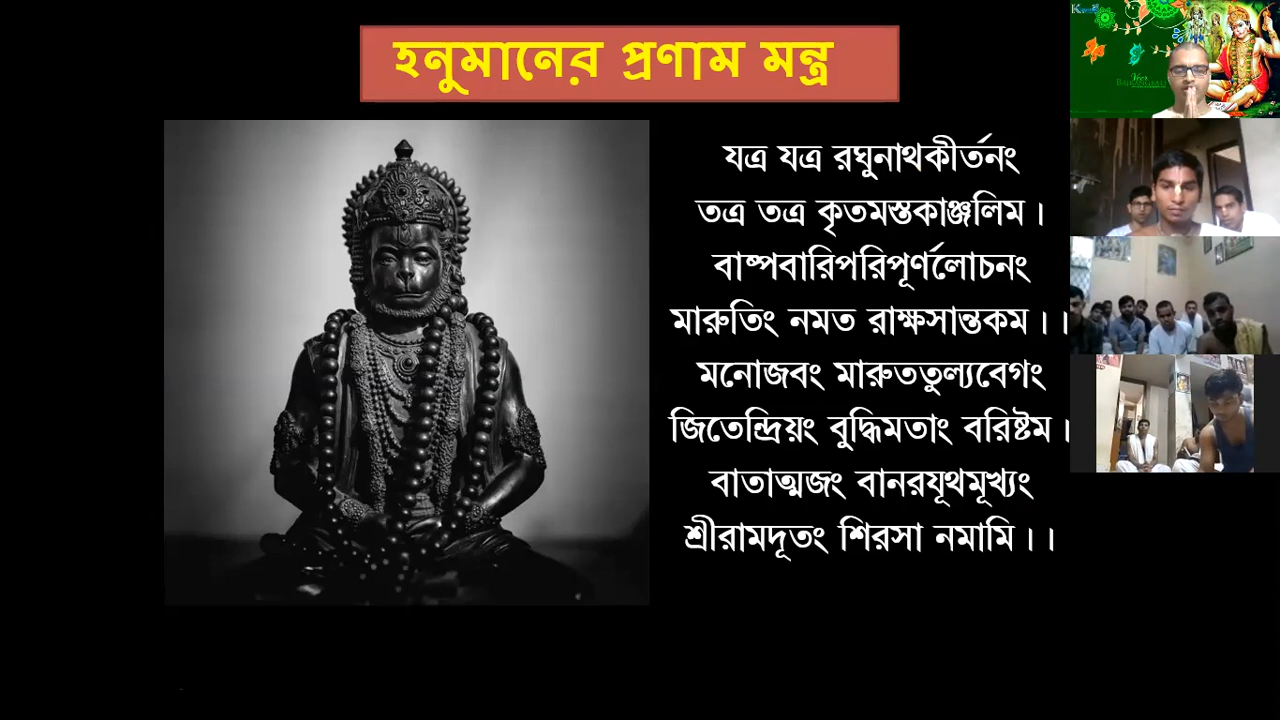 হনুমানের প্রণাম মন্ত্র
যত্র যত্র রঘুনাথকীর্তনং
তত্র তত্র কৃতমস্তকাঞ্জলিম।
বাষ্পবারিপরিপূর্ণলোচনং
মারুতিং নমত রাক্ষসান্তকম।।
মনোজবং মারুততুল্যবেগং
জিতেন্দ্রিয়ং বুদ্ধিমতাং বরিষ্টম।
বাতাত্মজং বানরযূথমূখ্যং
শ্রীরামদূতং শিরসা নমামি।।
Veer